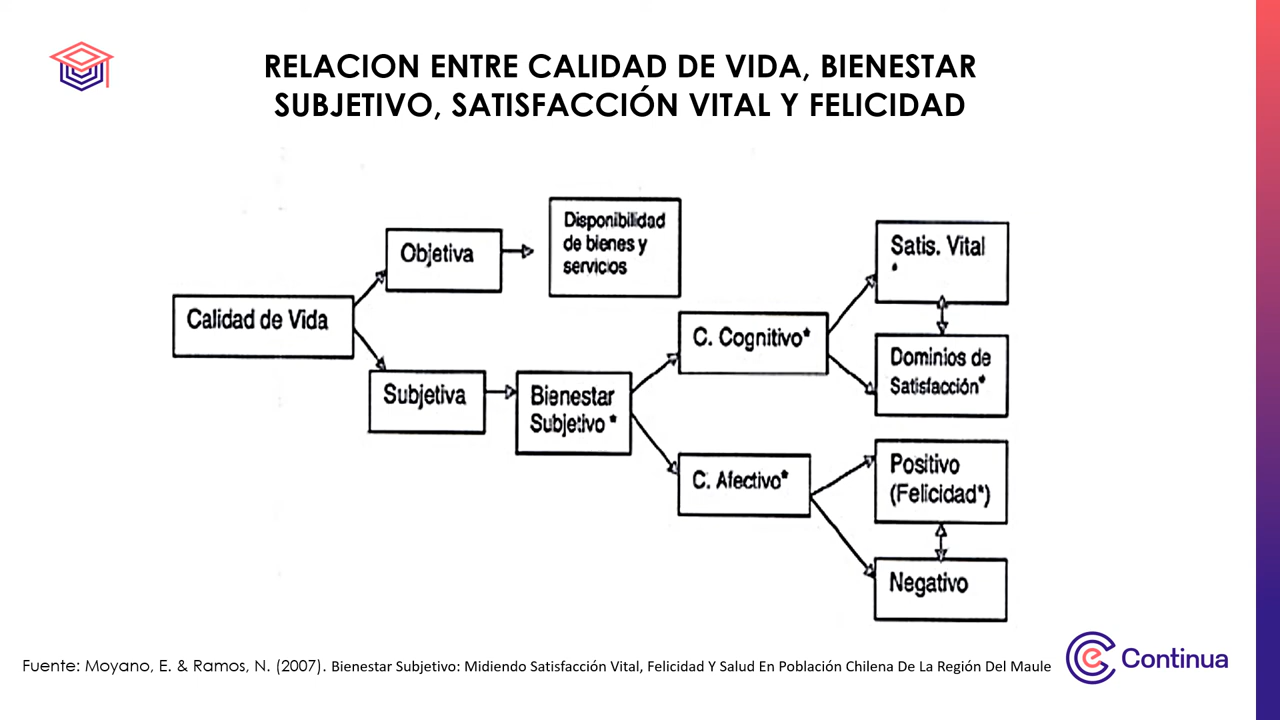 RELACION ENTRE CALIDAD DE VIDA, BIENESTAR
SUBJETIVO, SATISFACCIÓN VITAL Y FELICIDAD
Calidad de Vida
Objetiva
Disponibilidad
de bienes y
servicios
Subjetiva
Bienestar
Subjetivo *
C. Cognitivo*
Satis. Vital
*
Dominios de
Satisfacción*
C. Afectivo*
Positivo
(Felicidad*)
Negativo
Fuente: Moyano, E. & Ramos, N. (2007). Bienestar Subjetivo: Midiendo Satisfacción Vital, Felicidad Y Salud En Población Chilena De La Región Del Maule
Continua